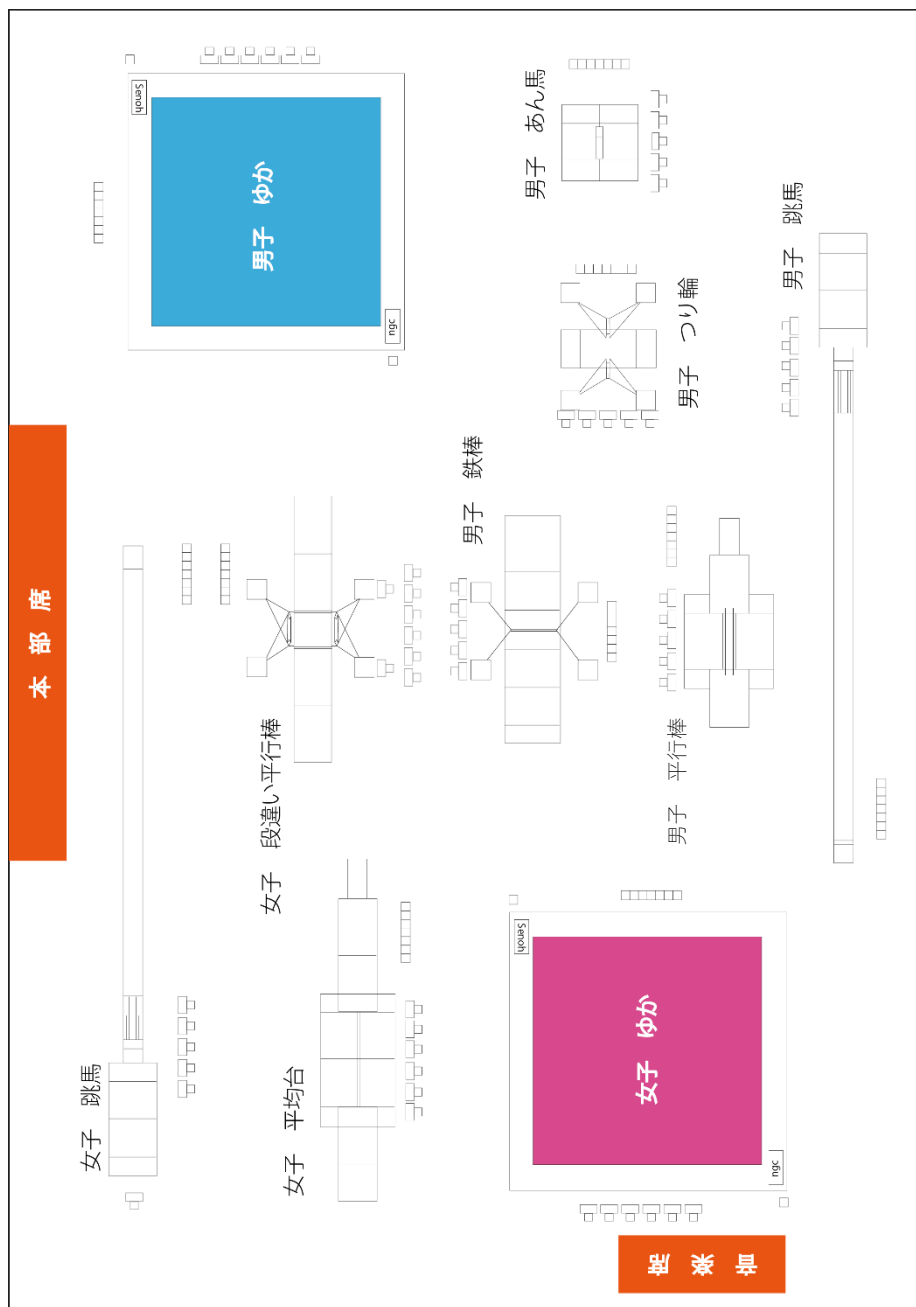 Senoh
男子　ゆか
ngc
男子　あん馬
男子　跳馬
男子　つり輪
本 部 席
男子　鉄棒
女子　段違い平行棒
男子　平行棒
女子　跳馬
女子　平均台
Senoh
女子　ゆか
ngc
音 楽 席